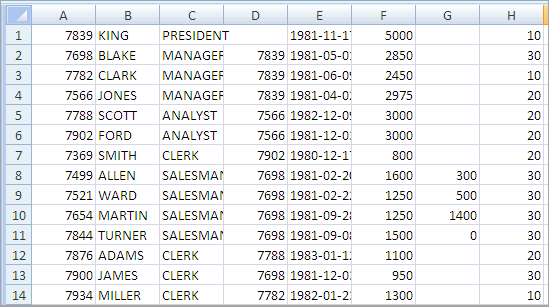 A B C D E F G H
1 7839 KING PRESIDENT 1981-11-17 5000 10
2 7698 BLAKE MANAGER 7839 1981-05-01 2850 30
3 7782 CLARK MANAGER 7839 1981-06-09 2450 10
4 7566 JONES MANAGER 7839 1981-04-02 2975 20
5 7788 SCOTT ANALYST 7566 1982-12-09 3000 20
6 7902 FORD ANALYST 7566 1981-12-03 3000 20
7 7369 SMITH CLERK 7902 1980-12-17 800 20
8 7499 ALLEN SALESMAN 7698 1981-02-20 1600 300 30
9 7521 WARD SALESMAN 7698 1981-02-22 1250 500 30
10 7654 MARTIN SALESMAN 7698 1981-09-28 1250 1400 30
11 7844 TURNER SALESMAN 7698 1981-09-08 1500 0 30
12 7876 ADAMS CLERK 7788 1983-01-12 1100 20
13 7900 JAMES CLERK 7698 1981-12-03 950 30
14 7934 MILLER CLERK 7782 1982-01-23 1300 10